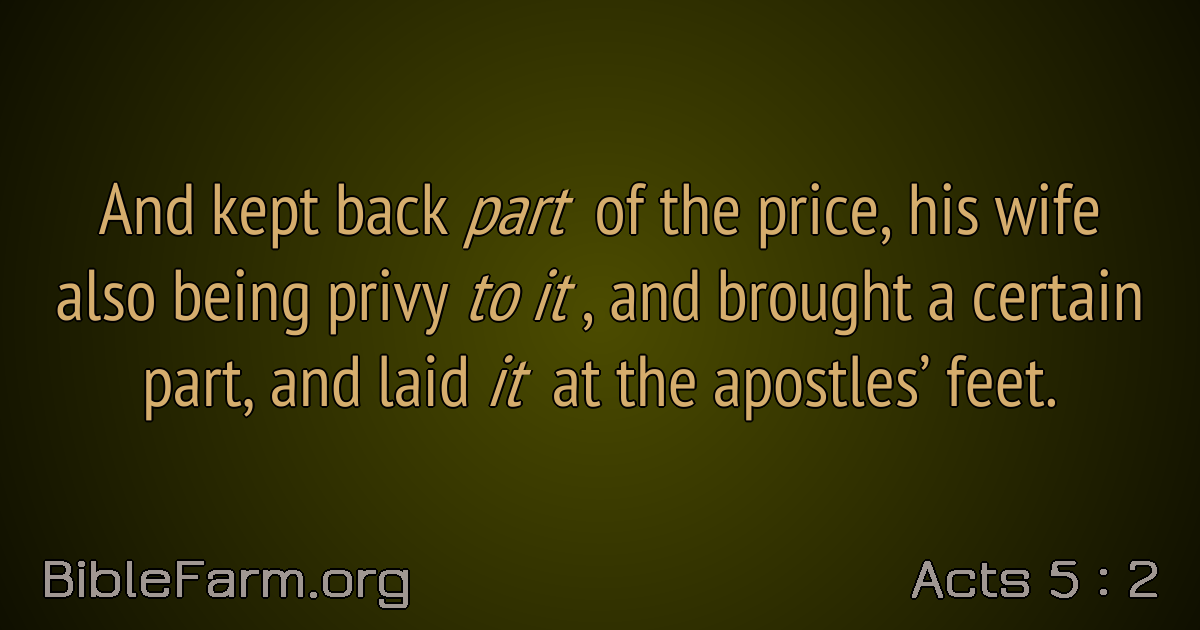 And kept back part of the price, his wife
also being privy to it , and brought a certain
part, and laid it at the apostles’ feet.
BibleFarm.org
Acts 5 : 2